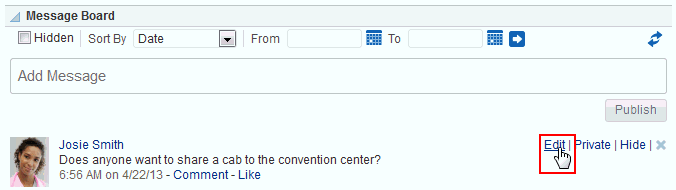 Message Board
Hidden | Sort By Date | From To
Add Message
Publish
Josie Smith Edit | Private | Hide |
Does anyone want to share a cab to the convention center?
6:56 AM on 4/22/13 - Comment - Like